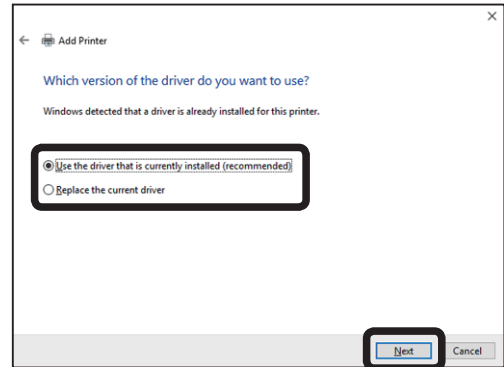 Add Printer
Which version of the driver do you want to use?
Windows detected that a driver is already installed for this printer.
Use the driver that is currently installed (recommended)
Replace the current driver
Next Cancel